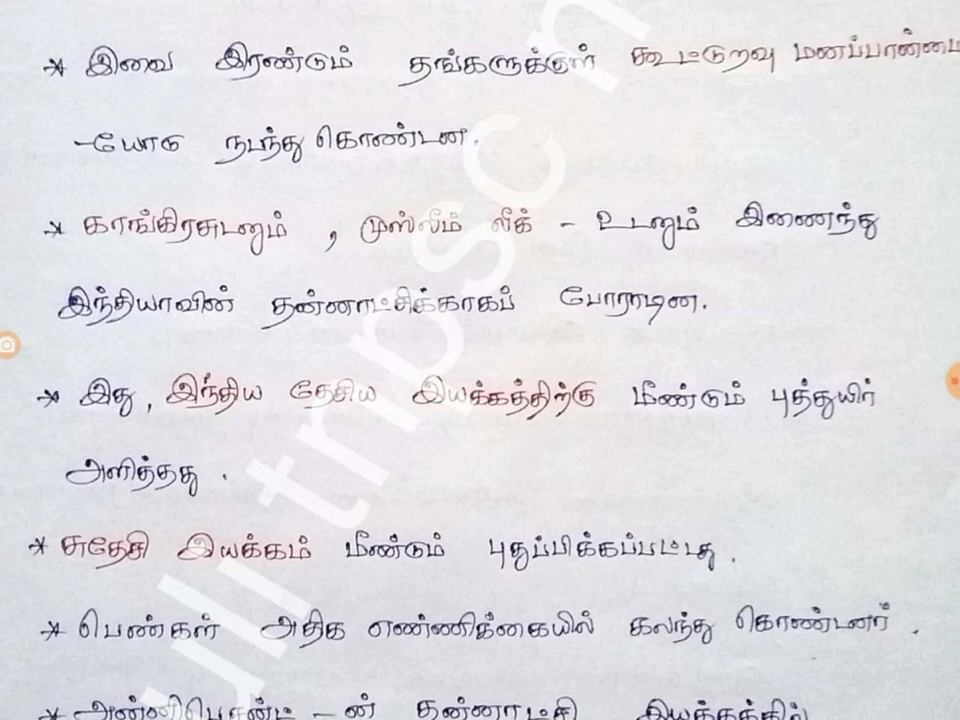 * இவை இரண்டும் தங்களுக்குள் கூட்டுறவு மனப்பான்மை
-யோடு நடந்து கொண்டன.
* காங்கிரசுடனும் , முஸ்லீம் லீக் - உடனும் இணைந்து
இந்தியாவின் தன்னாட்சிக்காகப் போராடின.
* இது , இந்திய தேசிய இயக்கத்திற்கு மீண்டும் புத்துயிர்
அளித்தது .
* சுதேசி இயக்கம் மீண்டும் புதுப்பிக்கப்பட்டது .
* பெண்கள் அதிக எண்ணிக்கையில் கலந்து கொண்டனர் .
* அன்னிபெசன்ட் -ன் தன்னாட்சி இயக்கத்தில்